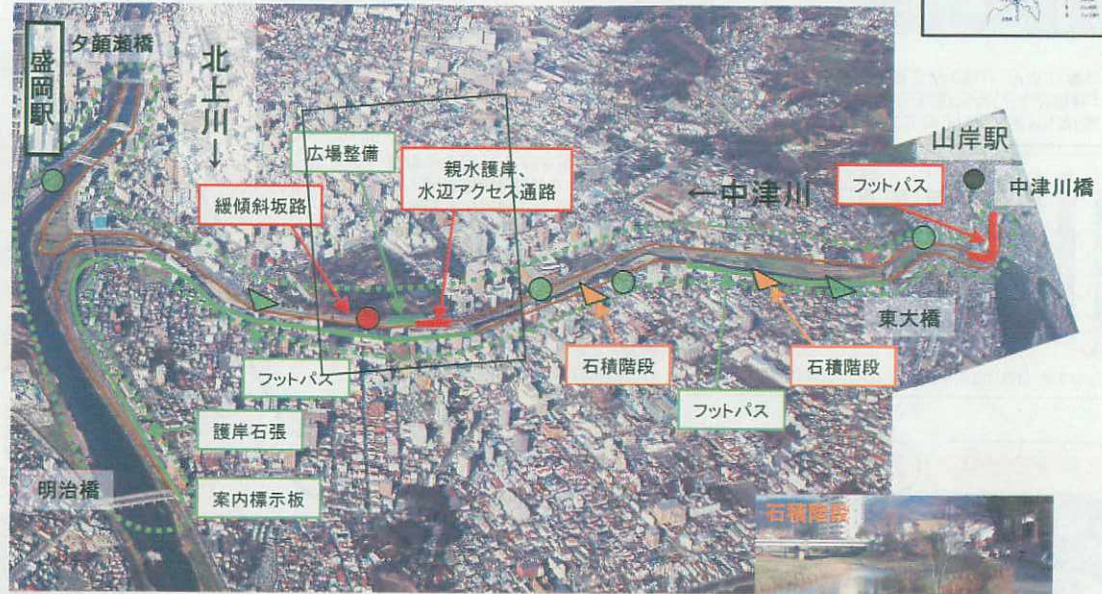 盛岡駅
夕顔瀬橋
北上川→
広場整備
親水護岸、
水辺アクセス通路
緩傾斜坂路
←中津川
山岸駅
フットパス
中津川橋
東大橋
石積階段
石積階段
フットパス
フットパス
護岸石張
案内標示板
明治橋
石積階段